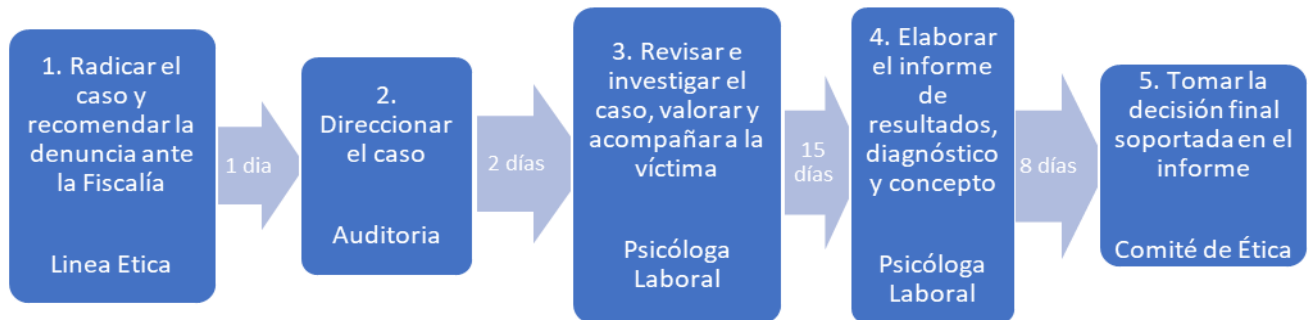 1. Radicar el
caso y
recomendar la
denuncia ante
la Fiscalía
Linea Etica
1 dia
2.
Direccionar
el caso
Auditoria
2 días
3. Revisar e
investigar el
caso, valorar y
acompañar a la
víctima
Psicóloga
Laboral
15
días
4. Elaborar
el informe
de
resultados,
diagnóstico
y concepto
Psicóloga
Laboral
8 días
5. Tomar la
decisión final
soportada en el
informe
Comité de Ética